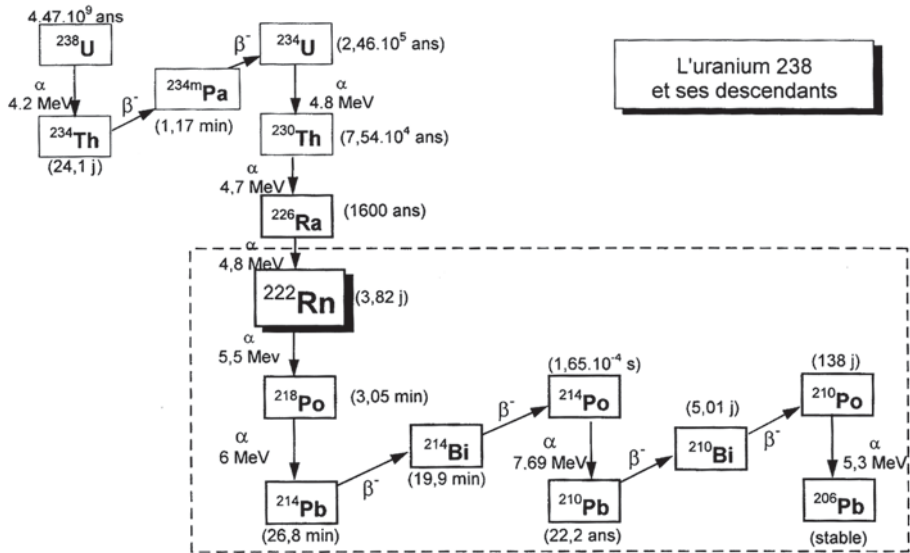 4.47.10⁹ ans
²³⁸U
α
4.2 MeV
²³⁴Th
(24,1 j)
β⁻
²³⁴ᵐPa
(1,17 min)
β⁻
²³⁴U
(2,46.10⁵ ans)
α
4.8 MeV
²³⁰Th
(7,54.10⁴ ans)
α
4,7 MeV
²²⁶Ra
(1600 ans)
α
4,8 MeV
²²²Rn
(3,82 j)
α
5,5 Mev
²¹⁸Po
(3,05 min)
α
6 MeV
²¹⁴Pb
(26,8 min)
β⁻
²¹⁴Bi
(19,9 min)
β⁻
(1,65.10⁻⁴ s)
²¹⁴Po
α
7.69 MeV
²¹⁰Pb
(22,2 ans)
β⁻
(5,01 j)
²¹⁰Bi
β⁻
(138 j)
²¹⁰Po
α
5,3 MeV
²⁰⁶Pb
(stable)
L'uranium 238
et ses descendants